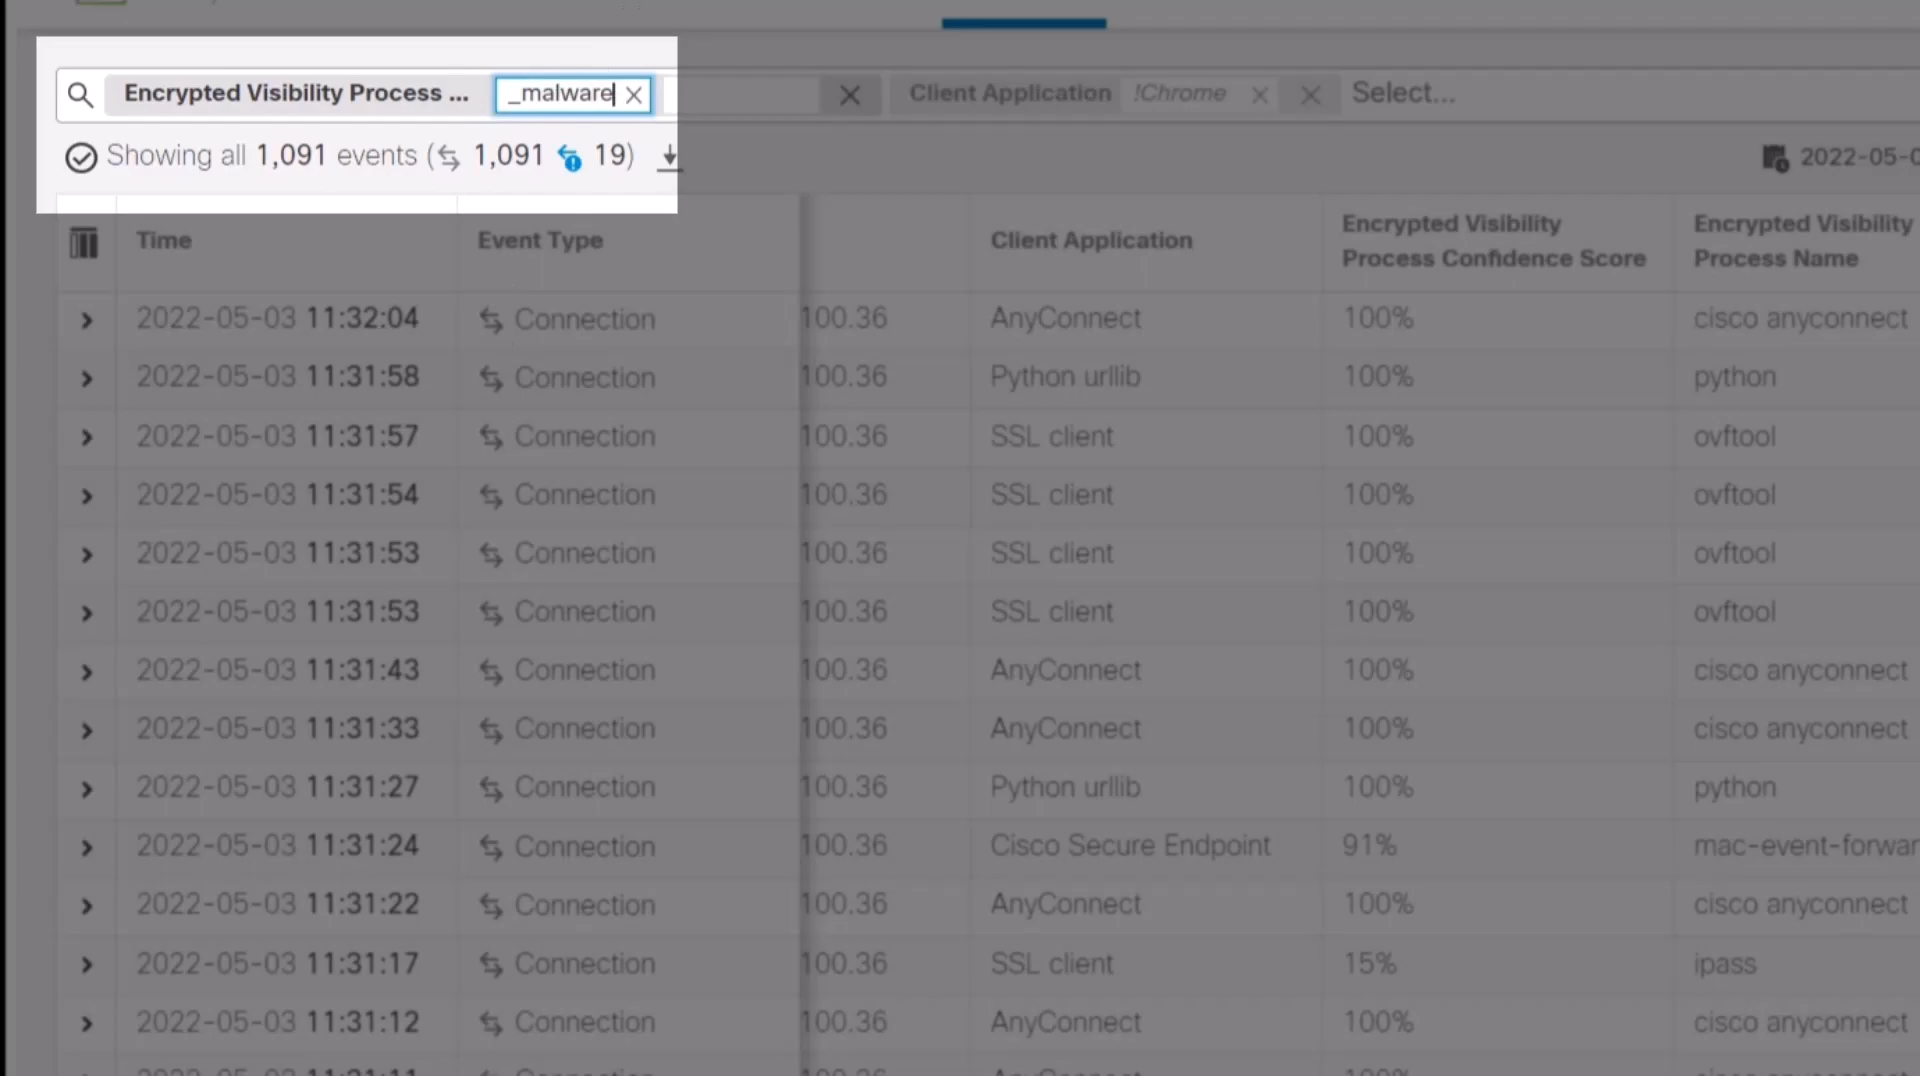 Encrypted Visibility Process ... _malware Client Application !Chrome Select...
Showing all 1,091 events ( 1,091 19) 2022-05-0
Time Event Type Client Application Encrypted Visibility Process Confidence Score Encrypted Visibility Process Name
2022-05-03 11:32:04 Connection 100.36 AnyConnect 100% cisco anyconnect
2022-05-03 11:31:58 Connection 100.36 Python urllib 100% python
2022-05-03 11:31:57 Connection 100.36 SSL client 100% ovftool
2022-05-03 11:31:54 Connection 100.36 SSL client 100% ovftool
2022-05-03 11:31:53 Connection 100.36 SSL client 100% ovftool
2022-05-03 11:31:53 Connection 100.36 SSL client 100% ovftool
2022-05-03 11:31:43 Connection 100.36 AnyConnect 100% cisco anyconnect
2022-05-03 11:31:33 Connection 100.36 AnyConnect 100% cisco anyconnect
2022-05-03 11:31:27 Connection 100.36 Python urllib 100% python
2022-05-03 11:31:24 Connection 100.36 Cisco Secure Endpoint 91% mac-event-forwar
2022-05-03 11:31:22 Connection 100.36 AnyConnect 100% cisco anyconnect
2022-05-03 11:31:17 Connection 100.36 SSL client 15% ipass
2022-05-03 11:31:12 Connection 100.36 AnyConnect 100% cisco anyconnect